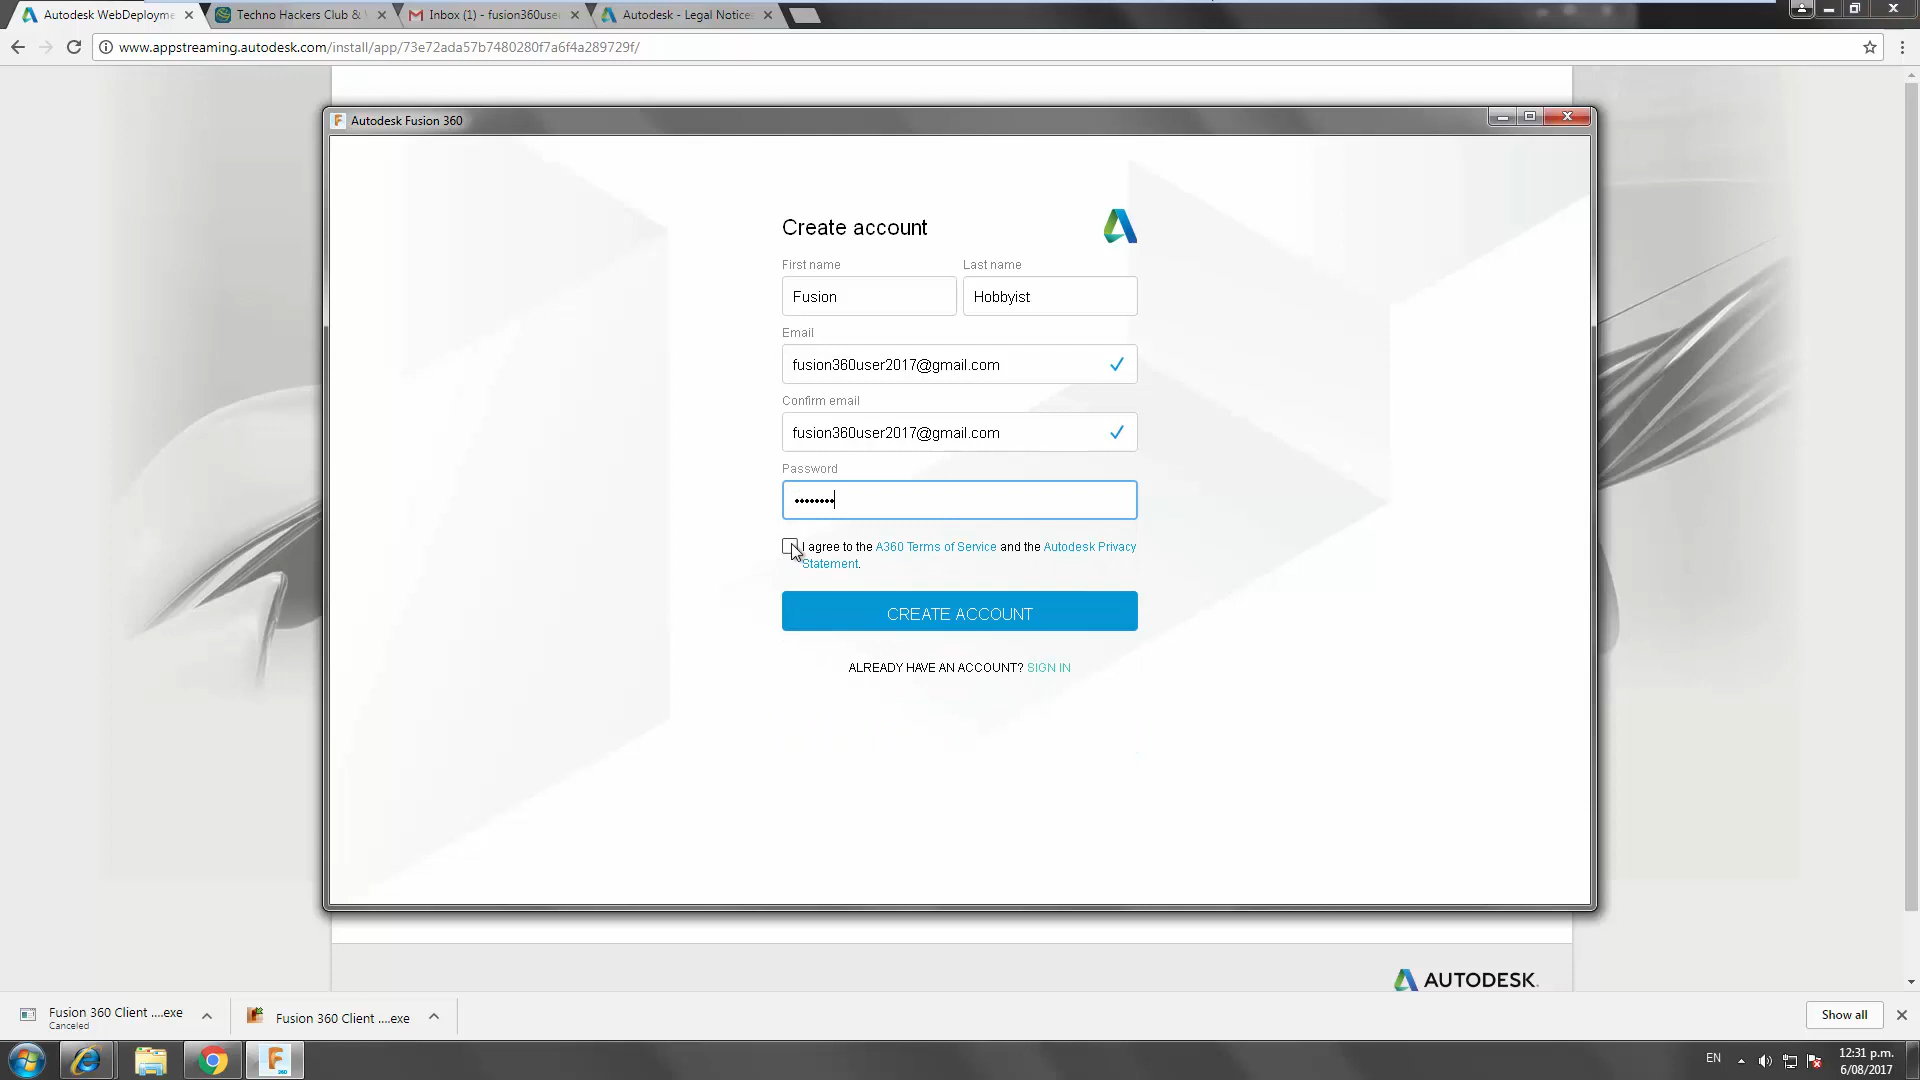 Autodesk WebDeployme
Techno Hackers Club &
Inbox (1) - fusion360use
Autodesk - Legal Notice
www.appstreaming.autodesk.com/install/app/73e72ada57b7480280f7a6f4a289729f/
Autodesk Fusion 360
Create account
First name
Last name
Fusion
Hobbyist
Email
fusion360user2017@gmail.com
Confirm email
fusion360user2017@gmail.com
Password
I agree to the A360 Terms of Service and the Autodesk Privacy
Statement.
CREATE ACCOUNT
ALREADY HAVE AN ACCOUNT? SIGN IN
AUTODESK.
Fusion 360 Client ....exe
Canceled
Fusion 360 Client ....exe
Show all
EN
12:31 p.m.
6/08/2017